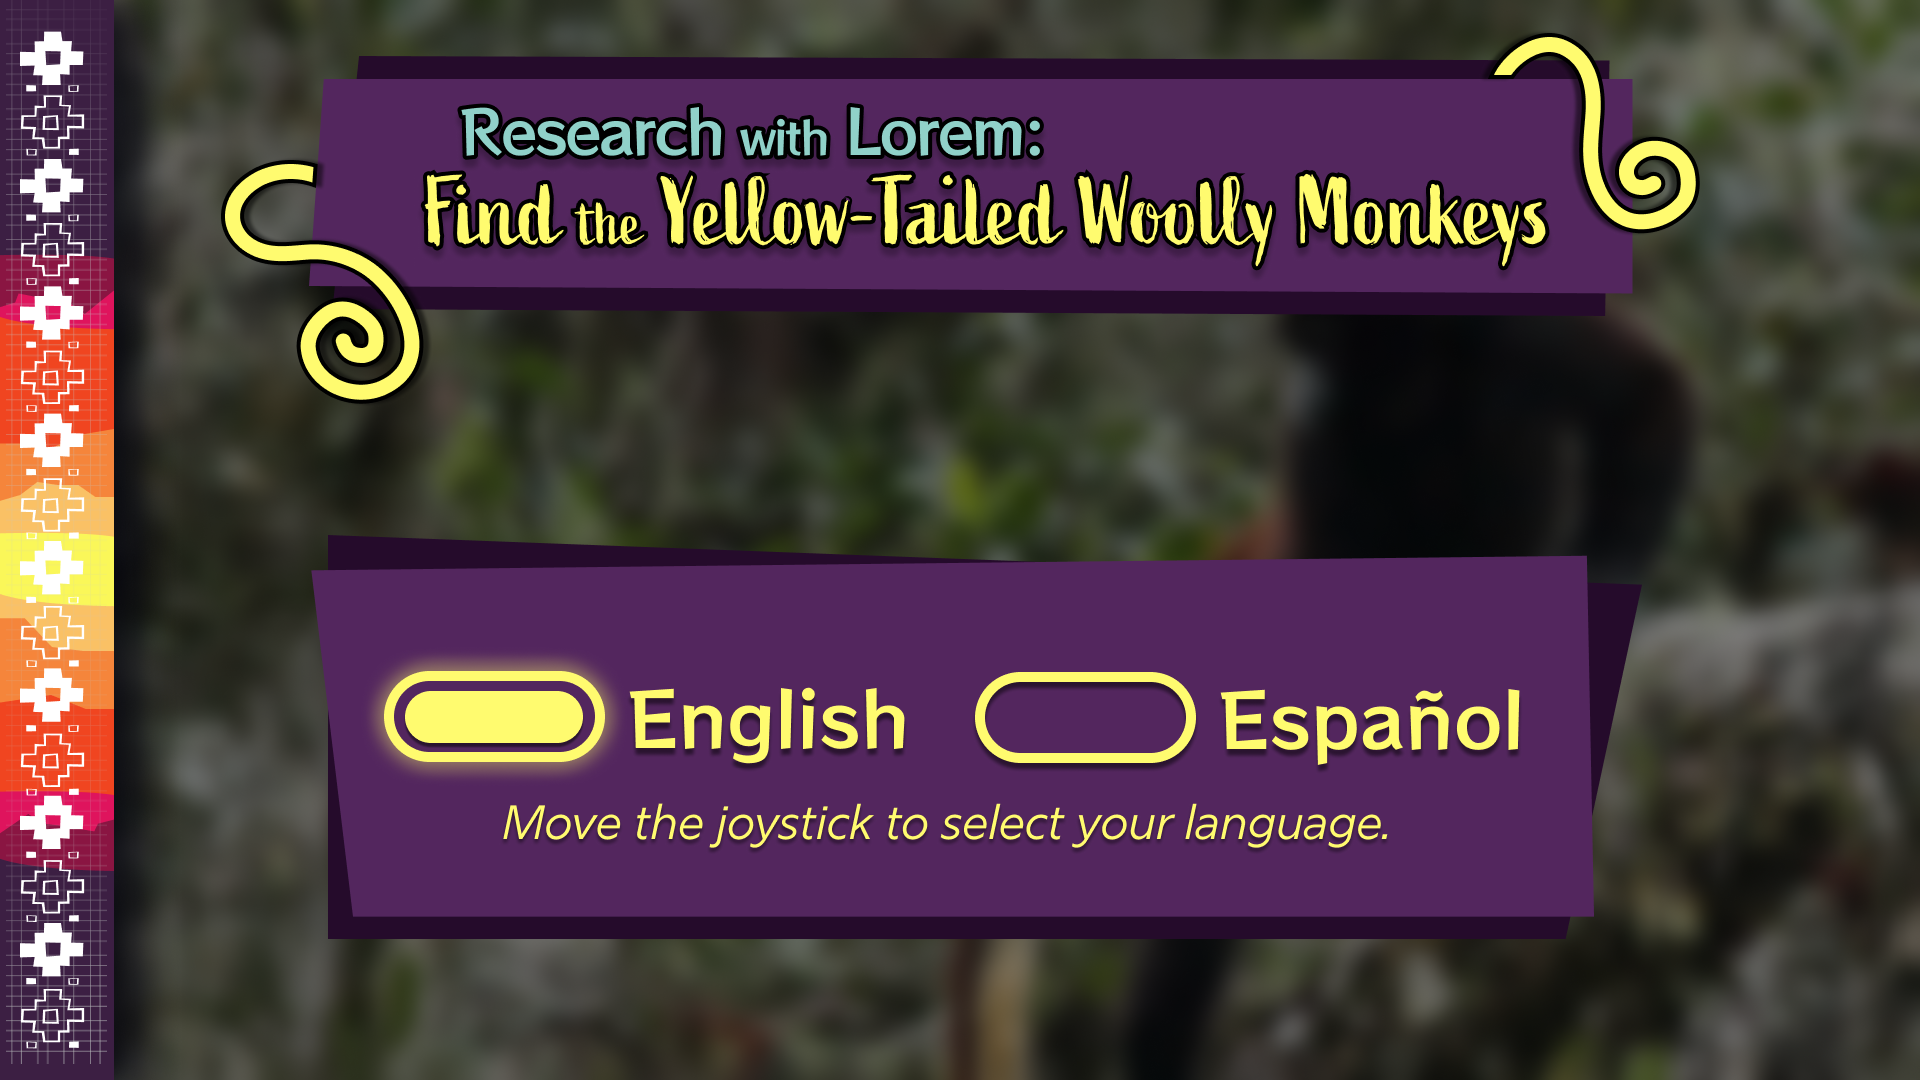 Research with Lorem:
Find the Yellow-Tailed Woolly Monkeys
English
Español
Move the joystick to select your language.